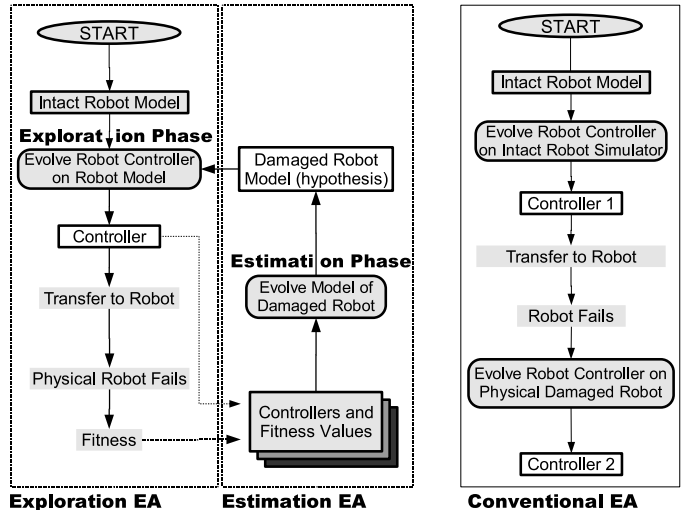 START
Intact Robot Model
Exploration Phase
Evolve Robot Controller
on Robot Model
Controller
Transfer to Robot
Physical Robot Fails
Fitness
Exploration EA
Damaged Robot
Model (hypothesis)
Estimation Phase
Evolve Model of
Damaged Robot
Controllers and
Fitness Values
Estimation EA
START
Intact Robot Model
Evolve Robot Controller
on Intact Robot Simulator
Controller 1
Transfer to Robot
Robot Fails
Evolve Robot Controller on
Physical Damaged Robot
Controller 2
Conventional EA